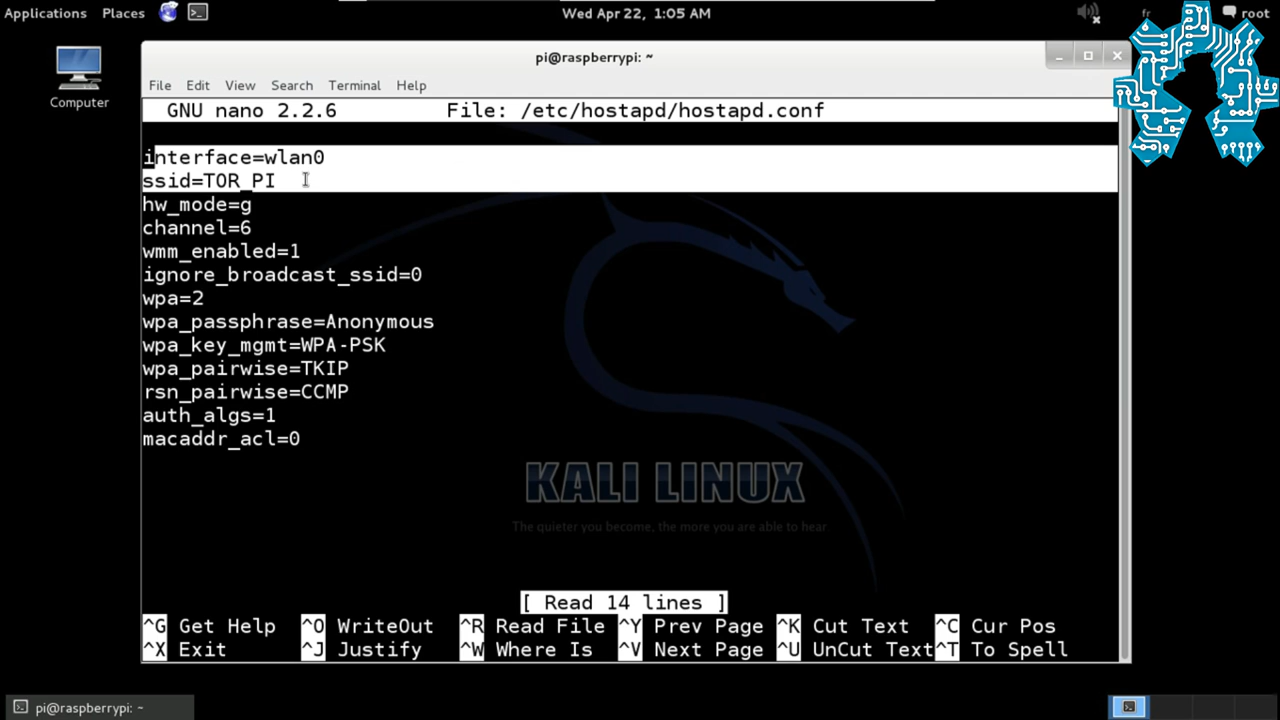 Applications Places Wed Apr 22, 1:05 AM fr root
Computer
pi@raspberrypi: ~
File Edit View Search Terminal Help
GNU nano 2.2.6 File: /etc/hostapd/hostapd.conf
interface=wlan0
ssid=TOR_PI
hw_mode=g
channel=6
wmm_enabled=1
ignore_broadcast_ssid=0
wpa=2
wpa_passphrase=Anonymous
wpa_key_mgmt=WPA-PSK
wpa_pairwise=TKIP
rsn_pairwise=CCMP
auth_algs=1
macaddr_acl=0
KALI LINUX
The quieter you become, the more you are able to hear
[ Read 14 lines ]
^G Get Help ^O WriteOut ^R Read File ^Y Prev Page ^K Cut Text ^C Cur Pos
^X Exit ^J Justify ^W Where Is ^V Next Page ^U UnCut Text ^T To Spell
pi@raspberrypi: ~